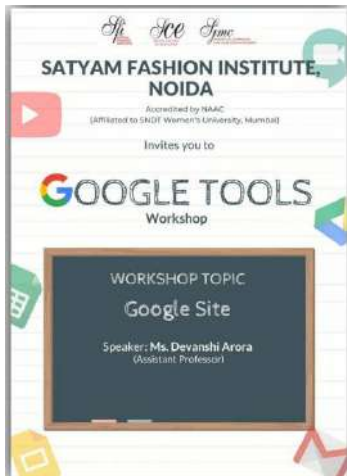 SATYAM FASHION INSTITUTE,
NOIDA
Accredited by NAAC
(Affiliated to SNDT Women's University, Mumbai)
Invites you to
GOOGLE TOOLS
Workshop
WORKSHOP TOPIC
Google Site
Speaker: Ms. Devanshi Arora
(Assistant Professor)